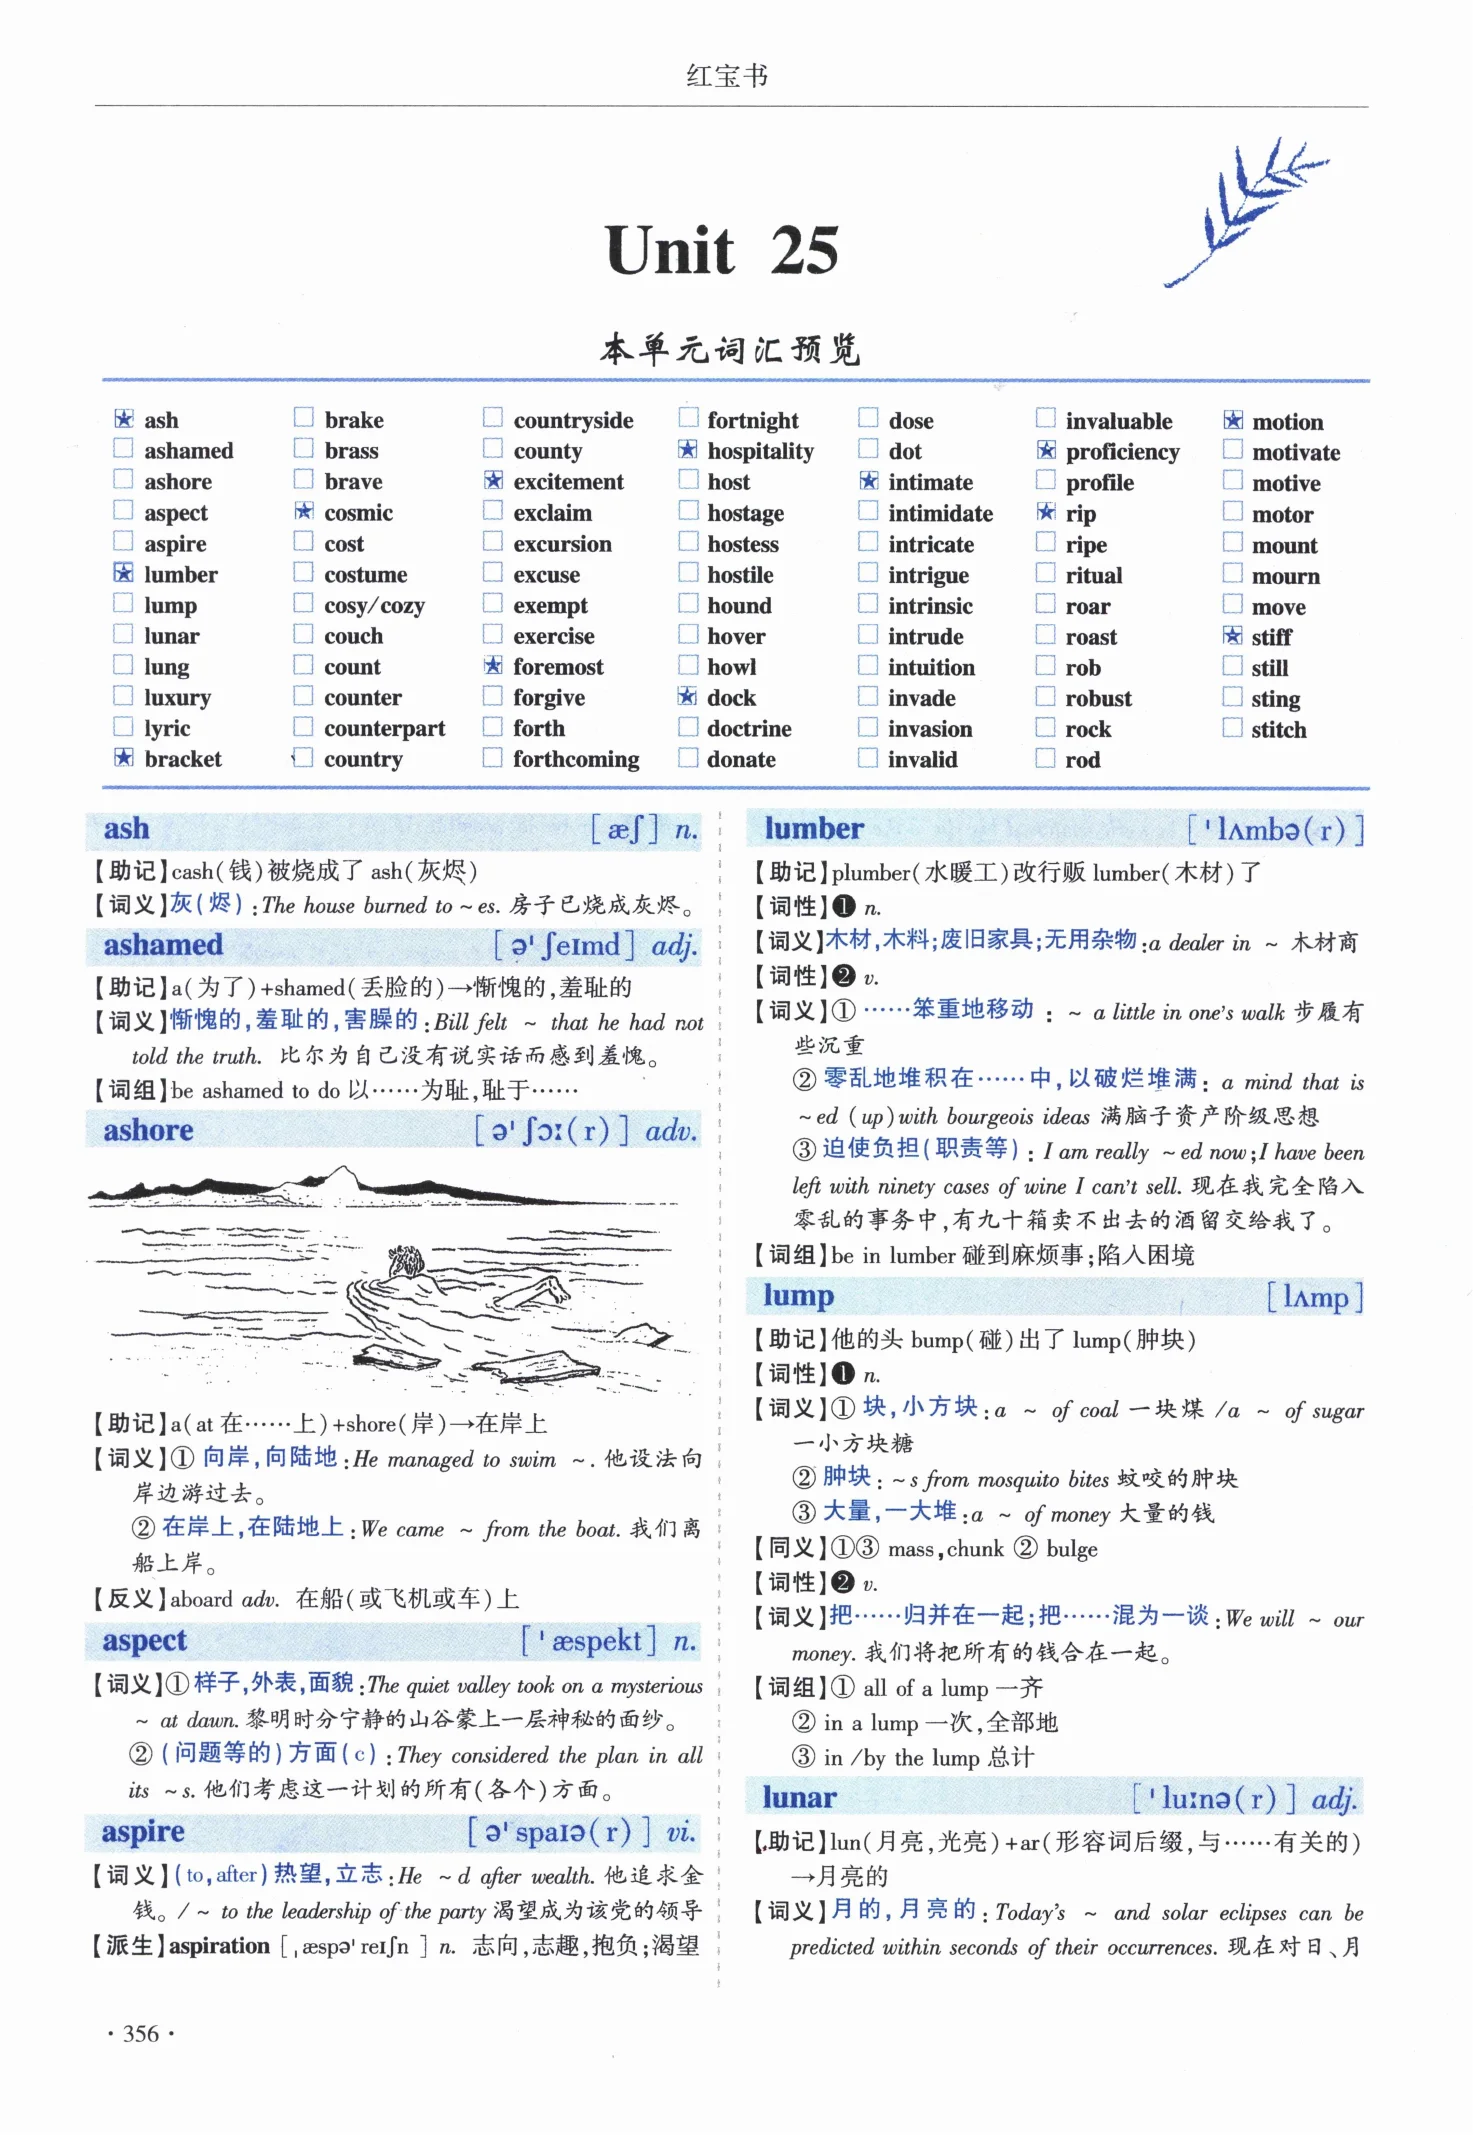 红宝书
Unit 25
本单元词汇预览
ash
ashamed
ashore
aspect
aspire
lumber
lump
lunar
lung
luxury
lyric
bracket
brake
brass
brave
cosmic
cost
costume
cosy/cozy
couch
count
counter
counterpart
country
countryside
county
excitement
exclaim
excursion
excuse
exempt
exercise
foremost
forgive
forth
forthcoming
fortnight
hospitality
host
hostage
hostess
hostile
hound
hover
howl
dock
doctrine
donate
dose
dot
intimate
intimidate
intricate
intrigue
intrinsic
intrude
intuition
invade
invasion
invalid
invaluable
proficiency
profile
rip
ripe
ritual
roar
roast
rob
robust
rock
rod
motion
motivate
motive
motor
mount
mourn
move
stiff
still
sting
stitch
ash [æʃ] n.
【助记】cash(钱)被烧成了 ash(灰烬)
【词义】灰(烬):The house burned to ~es. 房子已烧成灰烬。
ashamed [ə'ʃeɪmd] adj.
【助记】a(为了)+shamed(丢脸的)→惭愧的,羞耻的
【词义】惭愧的,羞耻的,害臊的:Bill felt ~ that he had not
told the truth. 比尔为自己没有说实话而感到羞愧。
【词组】be ashamed to do 以……为耻,耻于……
ashore [ə'ʃɔː(r)] adv.
【助记】a(at 在……上)+shore(岸)→在岸上
【词义】① 向岸,向陆地:He managed to swim ~. 他设法向
岸边游过去。
② 在岸上,在陆地上:We came ~ from the boat. 我们离
船上岸。
【反义】aboard adv. 在船(或飞机或车)上
aspect ['æspekt] n.
【词义】①样子,外表,面貌:The quiet valley took on a mysterious
~ at dawn. 黎明时分宁静的山谷蒙上一层神秘的面纱。
② (问题等的)方面(c):They considered the plan in all
its ~s. 他们考虑这一计划的所有(各个)方面。
aspire [ə'spaɪə(r)] vi.
【词义】(to,after)热望,立志:He ~d after wealth. 他追求金
钱。/ ~ to the leadership of the party 渴望成为该党的领导
【派生】aspiration [ˌæspə'reɪʃn] n. 志向,志趣,抱负;渴望
lumber ['lʌmbə(r)]
【助记】plumber(水暖工)改行贩 lumber(木材)了
【词性】❶ n.
【词义】木材,木料;废旧家具;无用杂物:a dealer in ~ 木材商
【词性】❷ v.
【词义】① ……笨重地移动:~ a little in one's walk 步履有
些沉重
② 零乱地堆积在……中,以破烂堆满:a mind that is
~ed (up)with bourgeois ideas 满脑子资产阶级思想
③ 迫使负担(职责等):I am really ~ed now;I have been
left with ninety cases of wine I can't sell. 现在我完全陷入
零乱的事务中,有九十箱卖不出去的酒留交给我了。
【词组】be in lumber 碰到麻烦事;陷入困境
lump [lʌmp]
【助记】他的头 bump(碰)出了 lump(肿块)
【词性】❶ n.
【词义】① 块,小方块:a ~ of coal 一块煤 /a ~ of sugar
一小方块糖
② 肿块:~s from mosquito bites 蚊咬的肿块
③ 大量,一大堆:a ~ of money 大量的钱
【同义】①③ mass,chunk ② bulge
【词性】❷ v.
【词义】把……归并在一起;把……混为一谈:We will ~ our
money. 我们将把所有的钱合在一起。
【词组】① all of a lump 一齐
② in a lump 一次,全部地
③ in /by the lump 总计
lunar ['luːnə(r)] adj.
【助记】lun(月亮,光亮)+ar(形容词后缀,与……有关的)
→月亮的
【词义】月的,月亮的:Today's ~ and solar eclipses can be
predicted within seconds of their occurrences. 现在对日、月
·356·